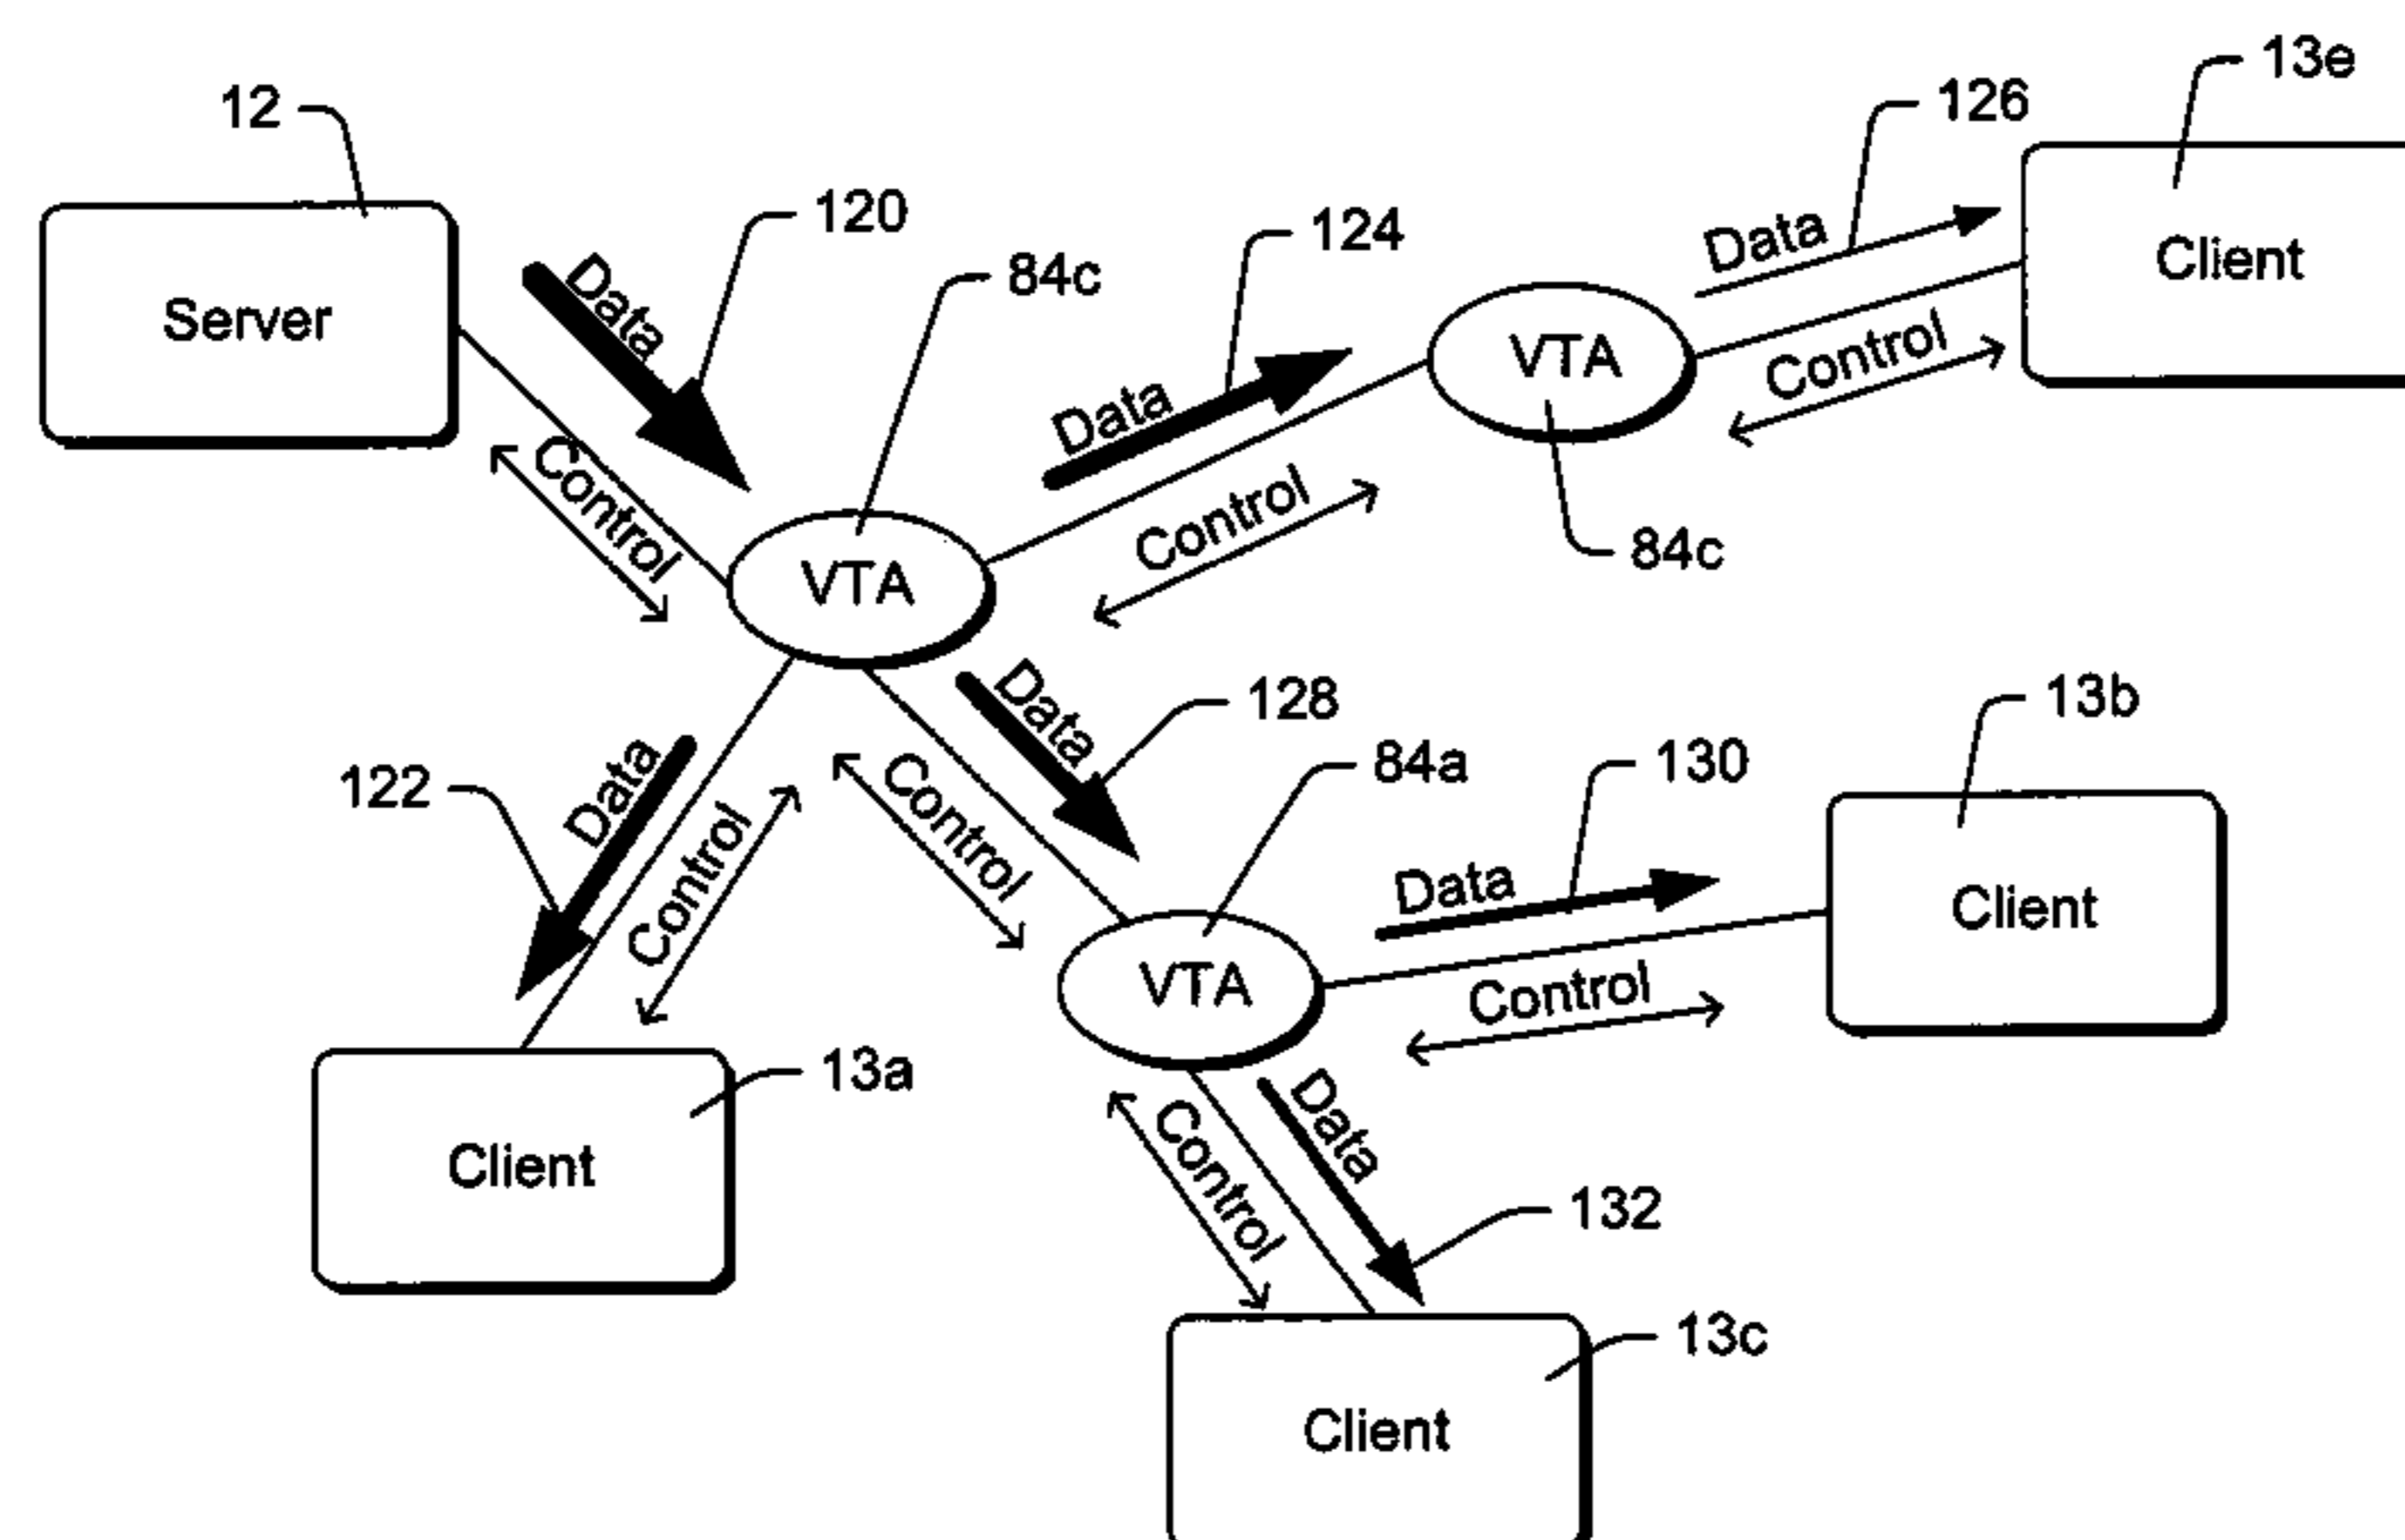 13e
12
126
120
124
84c
Data
Client
Server
Data
VTA
Control
Data
Control
Control
84c
VTA
Data
128
13b
84a
130
122
Data
Control
Control
Data
Client
VTA
Control
13a
Data
Control
Client
132
13c
Client